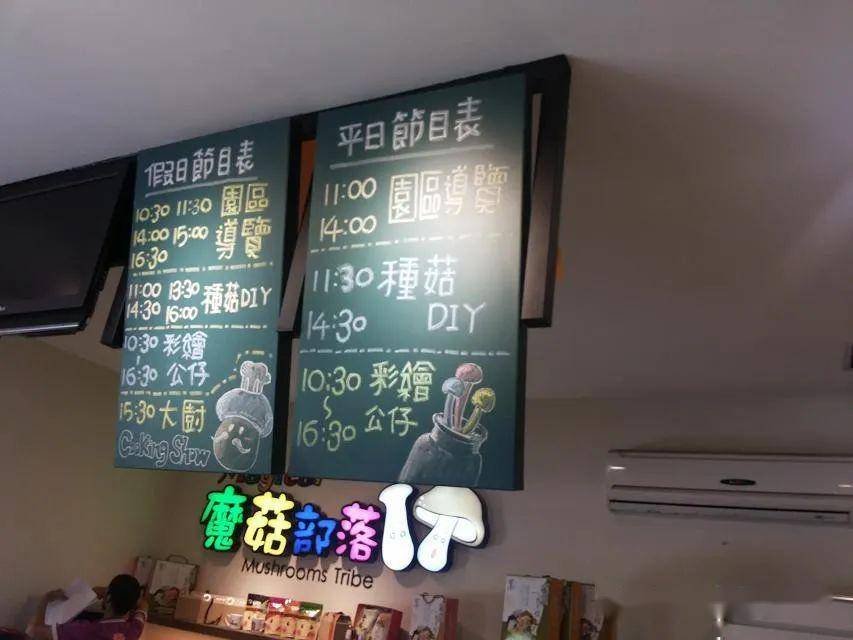 假日節目表
10:30 11:30 園區
14:00 15:00 導覽
16:30
11:00 13:30 種菇DIY
14:30 16:00
10:30 彩繪
~
16:30 公仔
15:30 大廚
Cooking Show
平日節目表
11:00 園區導覽
14:00
11:30 種菇
14:30 DIY
10:30 彩繪
~ 公仔
16:30
魔菇部落
Mushrooms Tribe